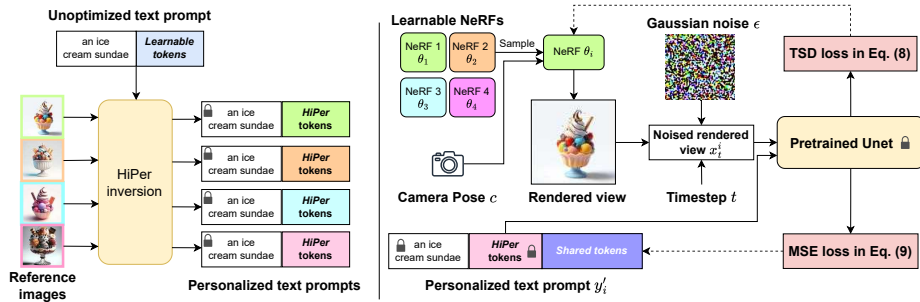 Unoptimized text prompt
an ice
cream sundae
Learnable
tokens
HiPer
inversion
an ice
cream sundae
HiPer
tokens
an ice
cream sundae
HiPer
tokens
an ice
cream sundae
HiPer
tokens
an ice
cream sundae
HiPer
tokens
Reference
images
Personalized text prompts
Learnable NeRFs
NeRF 1
θ₁
NeRF 2
θ₂
NeRF 3
θ₃
NeRF 4
θ₄
Sample
NeRF θᵢ
Gaussian noise ϵ
TSD loss in Eq. (8)
Noised rendered
view xₜⁱ
Pretrained Unet
Camera Pose c
Rendered view
Timestep t
an ice
cream sundae
HiPer
tokens
Shared tokens
MSE loss in Eq. (9)
Personalized text prompt y′ᵢ